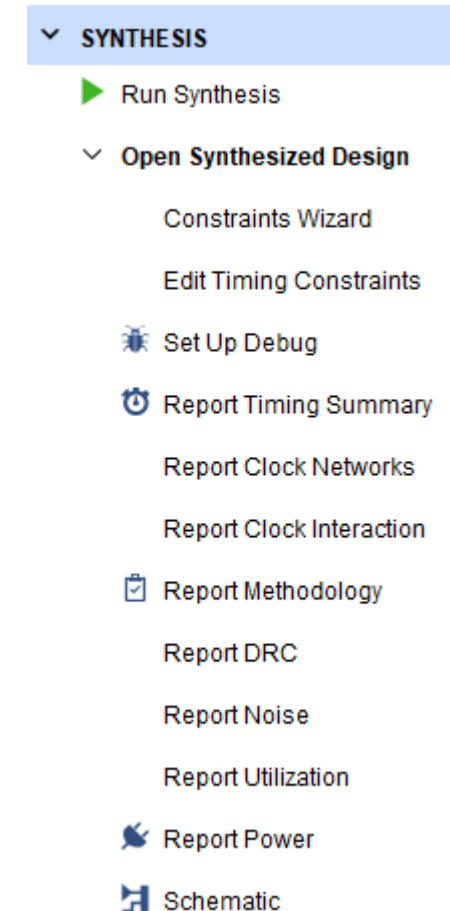 SYNTHESIS
Run Synthesis
Open Synthesized Design
Constraints Wizard
Edit Timing Constraints
Set Up Debug
Report Timing Summary
Report Clock Networks
Report Clock Interaction
Report Methodology
Report DRC
Report Noise
Report Utilization
Report Power
Schematic